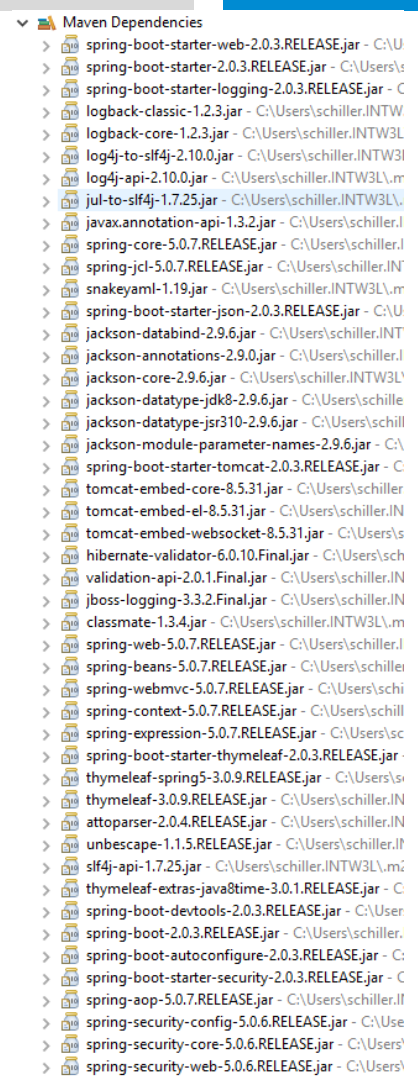 Maven Dependencies
spring-boot-starter-web-2.0.3.RELEASE.jar - C:\U
spring-boot-starter-2.0.3.RELEASE.jar - C:\Users\s
spring-boot-starter-logging-2.0.3.RELEASE.jar - C
logback-classic-1.2.3.jar - C:\Users\schiller.INTW
logback-core-1.2.3.jar - C:\Users\schiller.INTW3L
log4j-to-slf4j-2.10.0.jar - C:\Users\schiller.INTW3
log4j-api-2.10.0.jar - C:\Users\schiller.INTW3L\.m
jul-to-slf4j-1.7.25.jar - C:\Users\schiller.INTW3L\.
javax.annotation-api-1.3.2.jar - C:\Users\schiller.I
spring-core-5.0.7.RELEASE.jar - C:\Users\schiller.I
spring-jcl-5.0.7.RELEASE.jar - C:\Users\schiller.IN
snakeyaml-1.19.jar - C:\Users\schiller.INTW3L\.m
spring-boot-starter-json-2.0.3.RELEASE.jar - C:\U
jackson-databind-2.9.6.jar - C:\Users\schiller.INT
jackson-annotations-2.9.0.jar - C:\Users\schiller.I
jackson-core-2.9.6.jar - C:\Users\schiller.INTW3L\
jackson-datatype-jdk8-2.9.6.jar - C:\Users\schille
jackson-datatype-jsr310-2.9.6.jar - C:\Users\schill
jackson-module-parameter-names-2.9.6.jar - C:\
spring-boot-starter-tomcat-2.0.3.RELEASE.jar - C:
tomcat-embed-core-8.5.31.jar - C:\Users\schiller
tomcat-embed-el-8.5.31.jar - C:\Users\schiller.IN
tomcat-embed-websocket-8.5.31.jar - C:\Users\s
hibernate-validator-6.0.10.Final.jar - C:\Users\sch
validation-api-2.0.1.Final.jar - C:\Users\schiller.IN
jboss-logging-3.3.2.Final.jar - C:\Users\schiller.IN
classmate-1.3.4.jar - C:\Users\schiller.INTW3L\.m
spring-web-5.0.7.RELEASE.jar - C:\Users\schiller.I
spring-beans-5.0.7.RELEASE.jar - C:\Users\schiller
spring-webmvc-5.0.7.RELEASE.jar - C:\Users\schi
spring-context-5.0.7.RELEASE.jar - C:\Users\schill
spring-expression-5.0.7.RELEASE.jar - C:\Users\sc
spring-boot-starter-thymeleaf-2.0.3.RELEASE.jar -
thymeleaf-spring5-3.0.9.RELEASE.jar - C:\Users\s
thymeleaf-3.0.9.RELEASE.jar - C:\Users\schiller.IN
attoparser-2.0.4.RELEASE.jar - C:\Users\schiller.IN
unbescape-1.1.5.RELEASE.jar - C:\Users\schiller.I
slf4j-api-1.7.25.jar - C:\Users\schiller.INTW3L\.m2
thymeleaf-extras-java8time-3.0.1.RELEASE.jar - C:
spring-boot-devtools-2.0.3.RELEASE.jar - C:\User
spring-boot-2.0.3.RELEASE.jar - C:\Users\schiller.
spring-boot-autoconfigure-2.0.3.RELEASE.jar - C:
spring-boot-starter-security-2.0.3.RELEASE.jar - C
spring-aop-5.0.7.RELEASE.jar - C:\Users\schiller.I
spring-security-config-5.0.6.RELEASE.jar - C:\Use
spring-security-core-5.0.6.RELEASE.jar - C:\Users\
spring-security-web-5.0.6.RELEASE.jar - C:\Users\